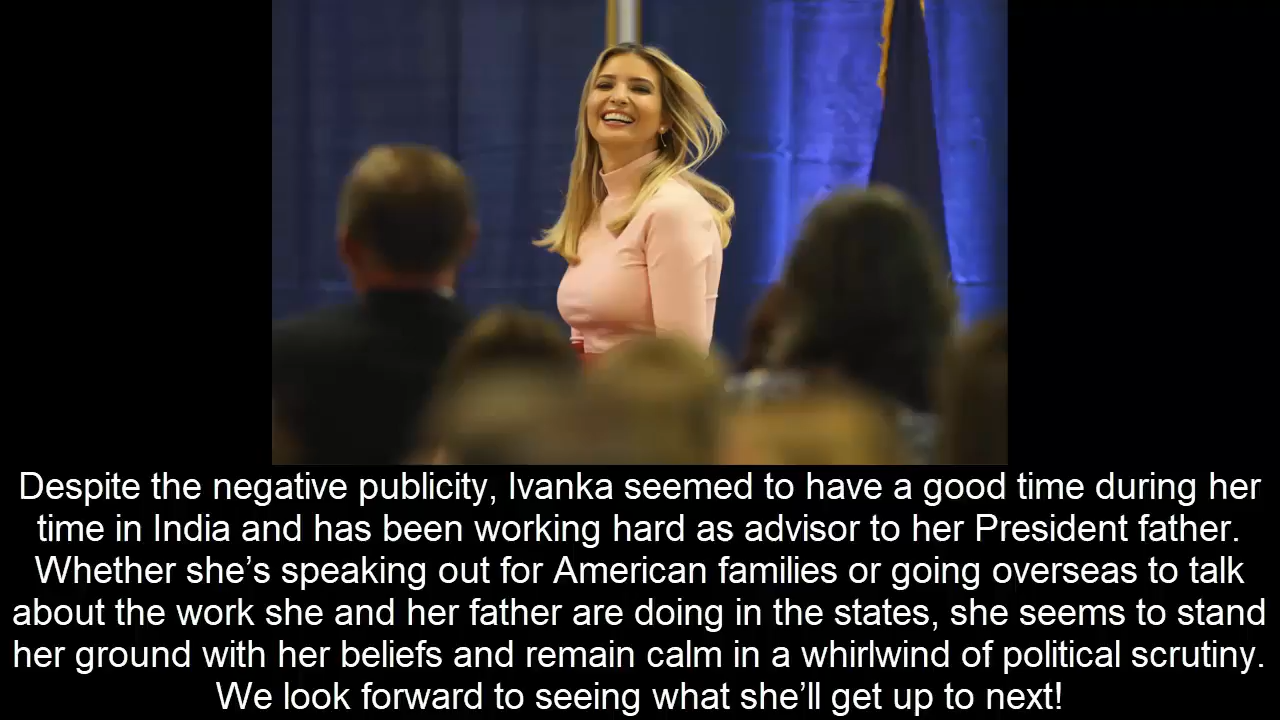 Despite the negative publicity, Ivanka seemed to have a good time during her
time in India and has been working hard as advisor to her President father.
Whether she’s speaking out for American families or going overseas to talk
about the work she and her father are doing in the states, she seems to stand
her ground with her beliefs and remain calm in a whirlwind of political scrutiny.
We look forward to seeing what she’ll get up to next!